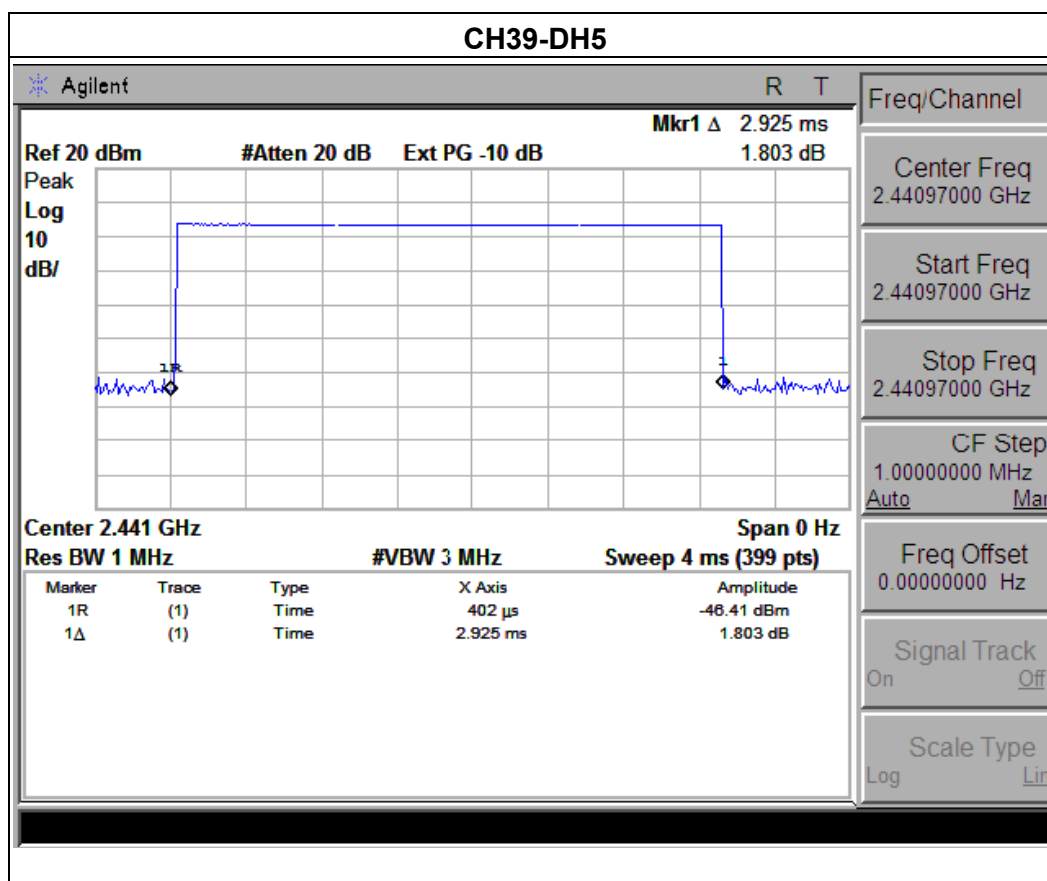 CH39-DH5
Agilent R T
Mkr1 Δ 2.925 ms
Ref 20 dBm #Atten 20 dB Ext PG -10 dB 1.803 dB
Peak
Log
10
dB/
1R
1
Center 2.441 GHz Span 0 Hz
Res BW 1 MHz #VBW 3 MHz Sweep 4 ms (399 pts)
Marker Trace Type X Axis Amplitude
1R (1) Time 402 µs -46.41 dBm
1Δ (1) Time 2.925 ms 1.803 dB
Freq/Channel
Center Freq
2.44097000 GHz
Start Freq
2.44097000 GHz
Stop Freq
2.44097000 GHz
CF Step
1.00000000 MHz
Auto Man
Freq Offset
0.00000000 Hz
Signal Track
On Off
Scale Type
Log Lin